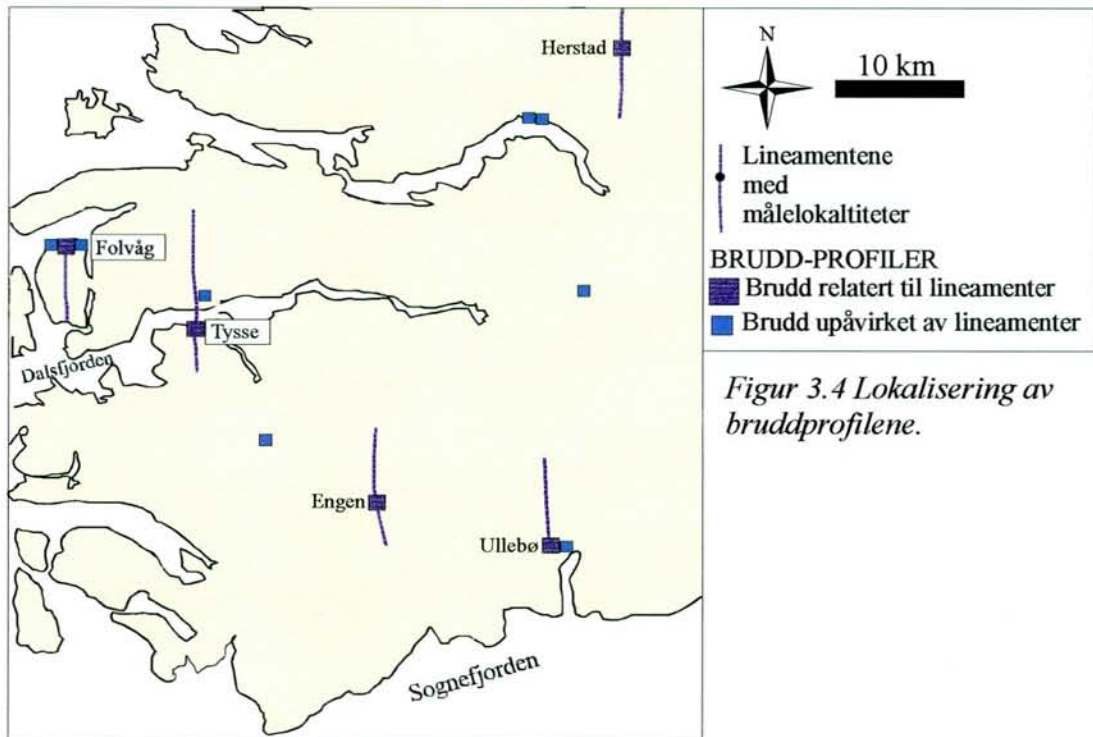 Herstad
Folvåg
Tysse
Dalsfjorden
Engen
Ullebø
Sognefjorden
N
10 km
Lineamentene
med
målelokaltiteter
BRUDD-PROFILER
Brudd relatert til lineamenter
Brudd upåvirket av lineamenter
Figur 3.4 Lokalisering av
bruddprofilene.